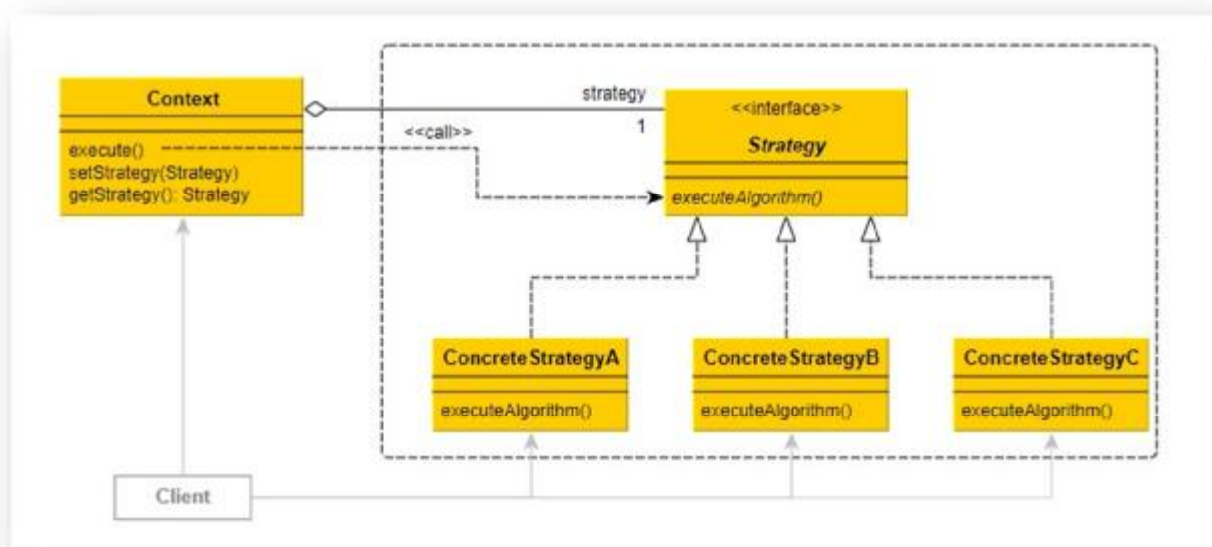 Context
execute()
setStrategy(Strategy)
getStrategy(): Strategy
strategy
1
<<call>>
<<interface>>
Strategy
executeAlgorithm()
ConcreteStrategyA
executeAlgorithm()
ConcreteStrategyB
executeAlgorithm()
ConcreteStrategyC
executeAlgorithm()
Client